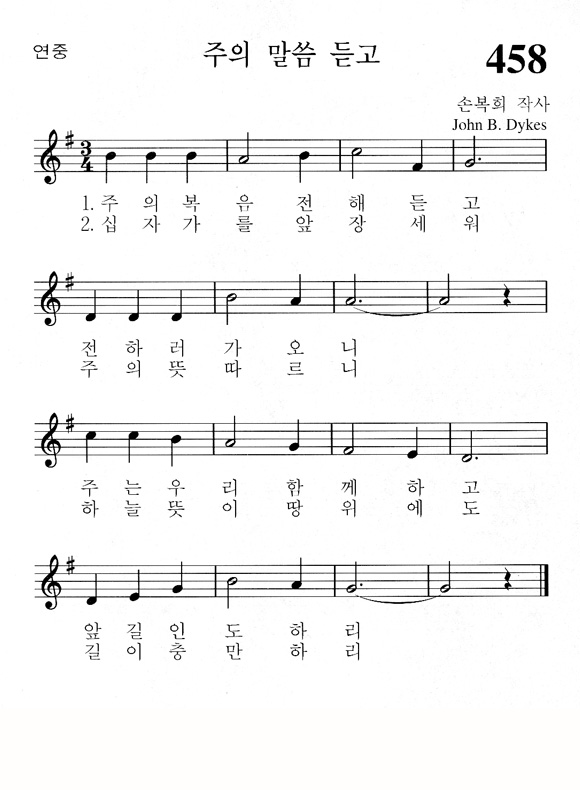 연중
주의 말씀 듣고
458
손복희 작사
John B. Dykes
3/4
1. 주 의 복 음 전 해 듣 고
2. 십 자 가 를 앞 장 세 워
전 하 러 가 오 니
주 의 뜻 따 르 니
주 는 우 리 함 께 하 고
하 늘 뜻 이 땅 위 에 도
앞 길 인 도 하 리
길 이 충 만 하 리